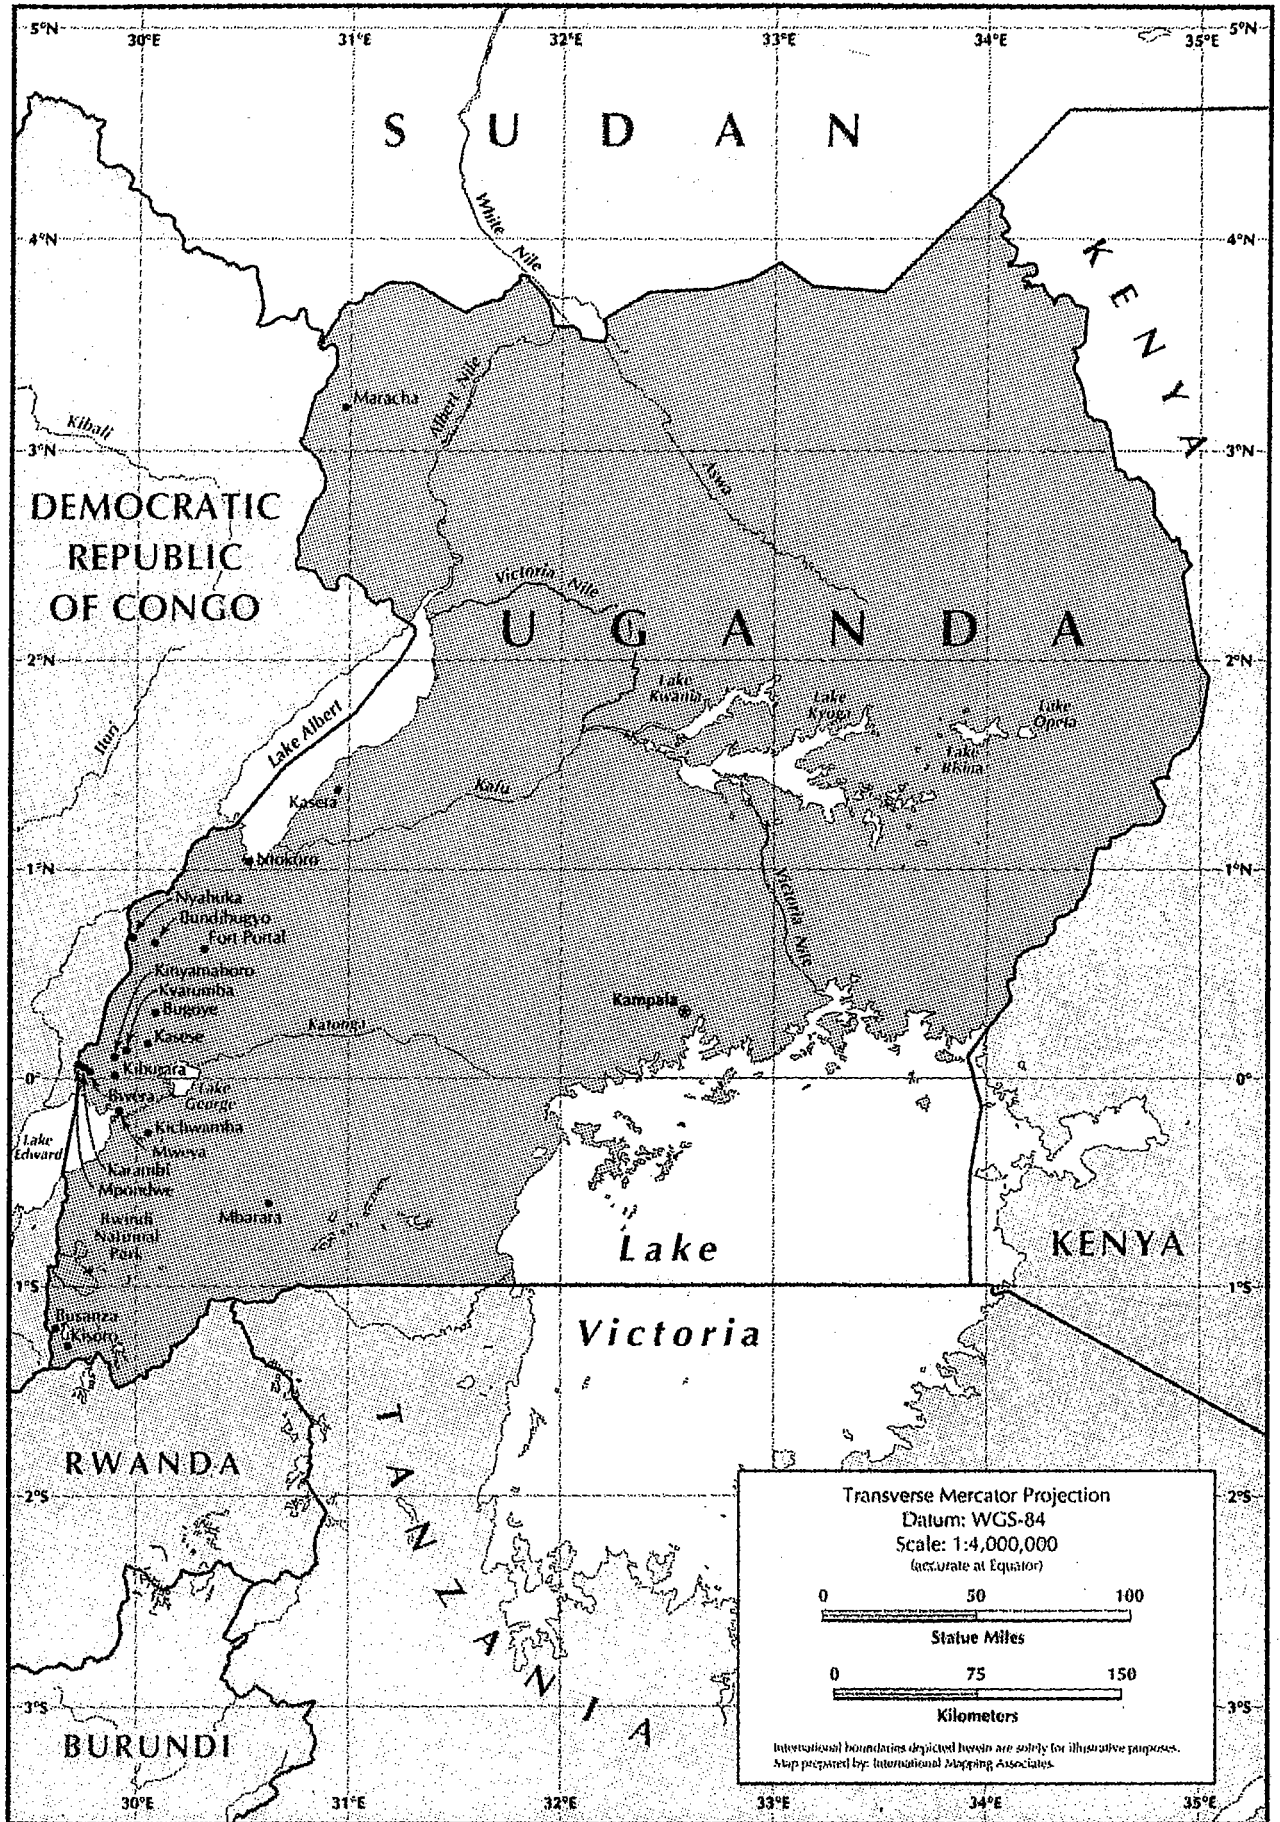 5°N 30°E 31°E 32°E 33°E 34°E 35°E 5°N
SUDAN
White Nile
4°N 4°N
KENYA
Albert Nile
Maracha
Kibali
3°N 3°N
Aswa
DEMOCRATIC
REPUBLIC
OF CONGO
Victoria Nile
UGANDA
2°N 2°N
Lake
Kwania
Lake
Kyoga
Lake
Opeta
Lake Albert
Ituri
Lake
Bisina
Kafu
Kaseta
Ntokoro
1°N 1°N
Victoria Nile
Nyahuka
Bundibugyo
Fort Portal
Kinyamaboro
Kyarumba
Bugoye
Kampala
Katonga
Kasese
Kiburara
0° 0°
Lake
George
Bwera
Kichwamba
Lake
Edward
Mweya
Karambi
Mpondwe
Mbarara
Bwindi
National
Park
Lake
Victoria
KENYA
1°S 1°S
Busanza
Kisoro
TANZANIA
RWANDA
2°S 2°S
Transverse Mercator Projection
Datum: WGS-84
Scale: 1:4,000,000
(accurate at Equator)
0 50 100
Statue Miles
0 75 150
Kilometers
3°S 3°S
BURUNDI
International boundaries depicted herein are solely for illustrative purposes.
Map prepared by: International Mapping Associates.
30°E 31°E 32°E 33°E 34°E 35°E